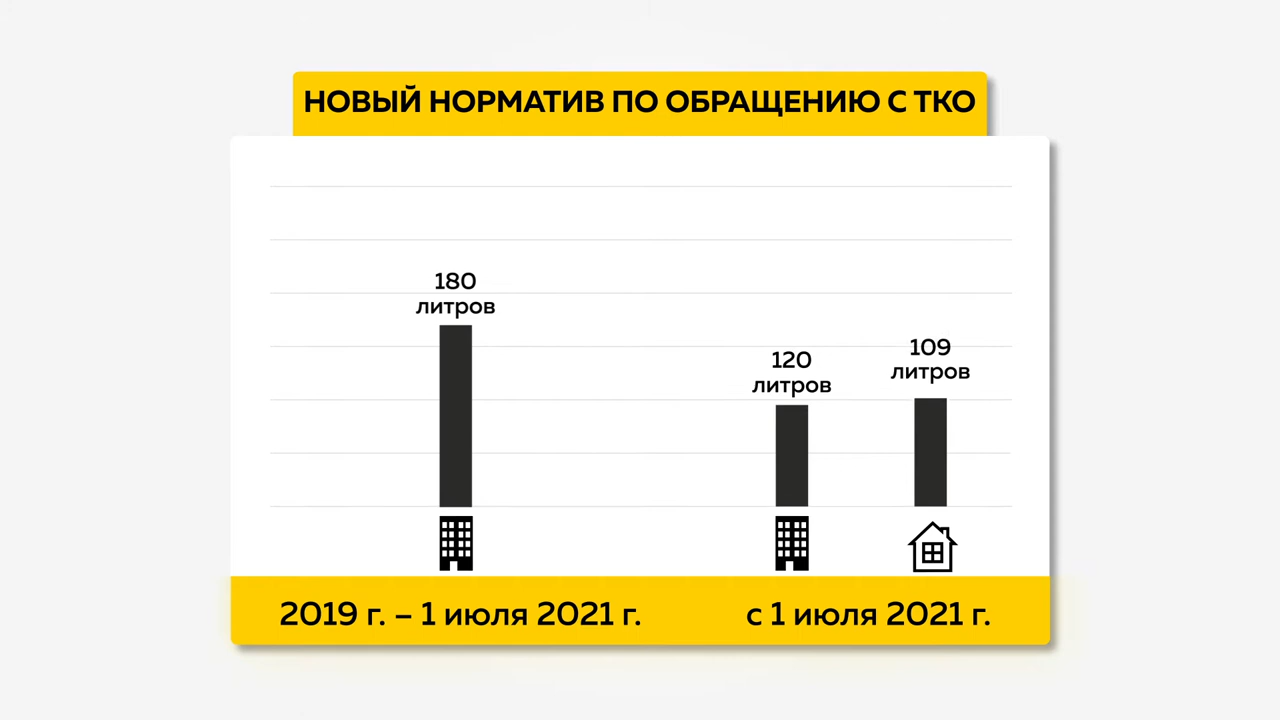 НОВЫЙ НОРМАТИВ ПО ОБРАЩЕНИЮ С ТКО
180
литров
120
литров
109
литров
2019 г. – 1 июля 2021 г.
с 1 июля 2021 г.